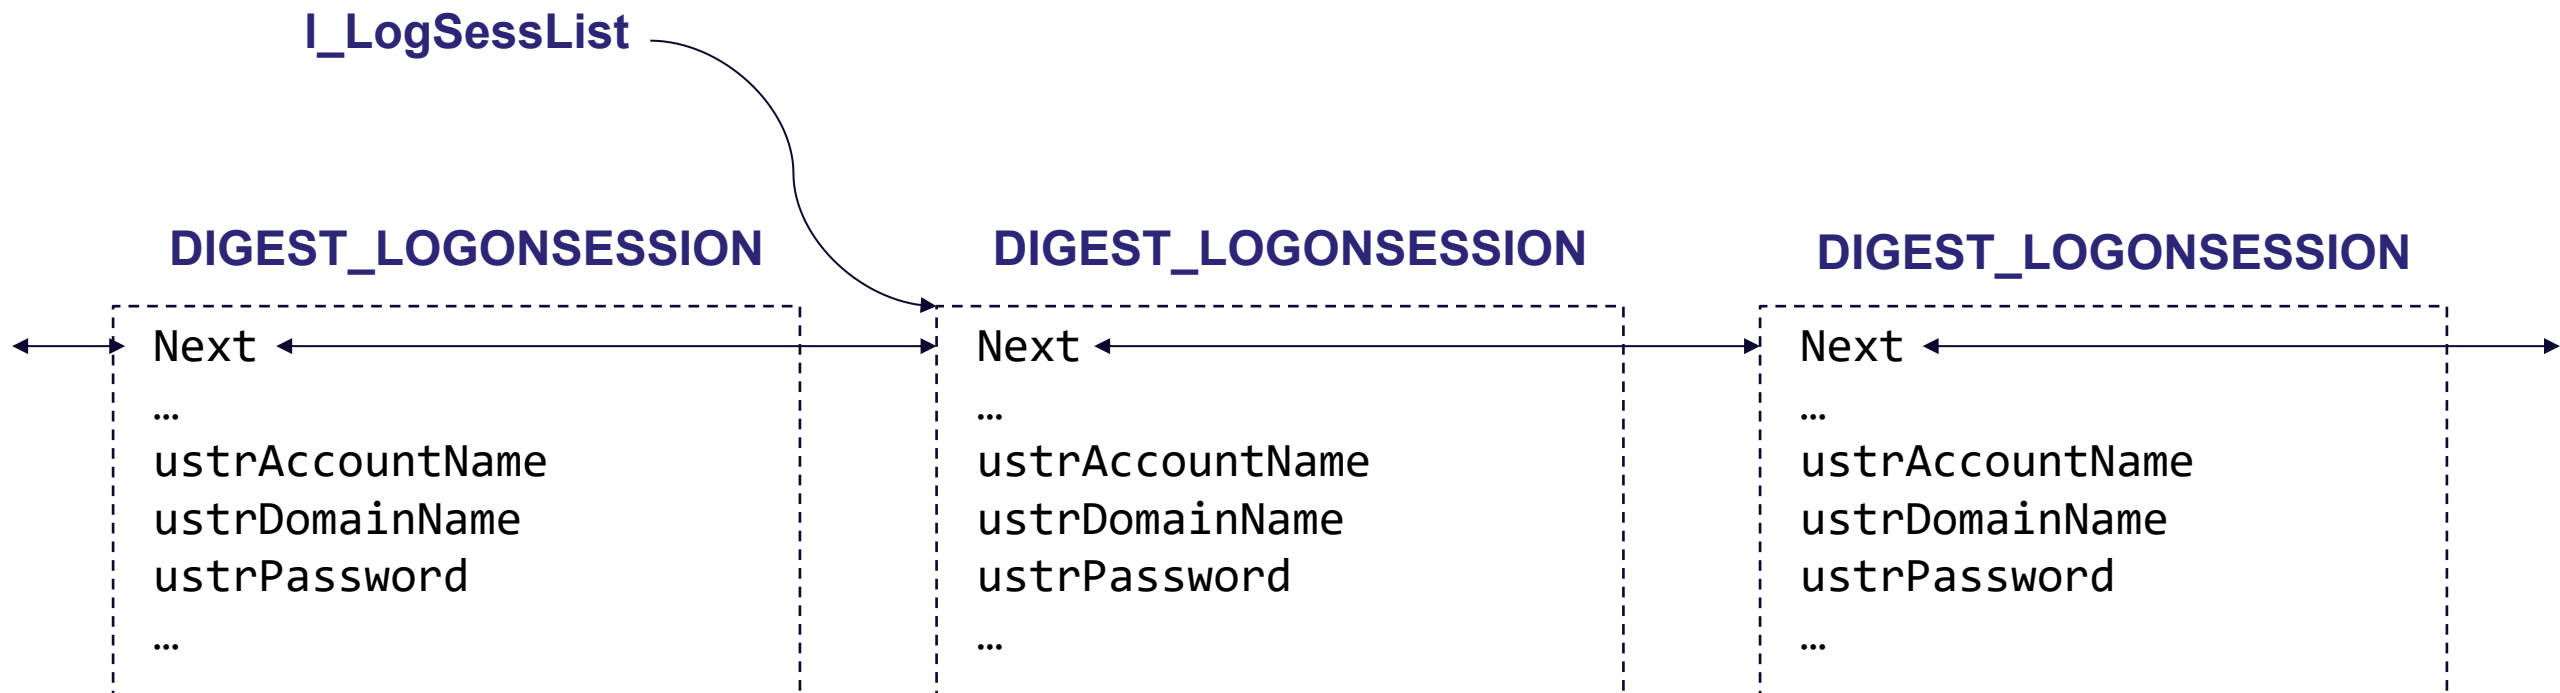 l_LogSessList
DIGEST_LOGONSESSION
Next
…
ustrAccountName
ustrDomainName
ustrPassword
…
DIGEST_LOGONSESSION
Next
…
ustrAccountName
ustrDomainName
ustrPassword
…
DIGEST_LOGONSESSION
Next
…
ustrAccountName
ustrDomainName
ustrPassword
…